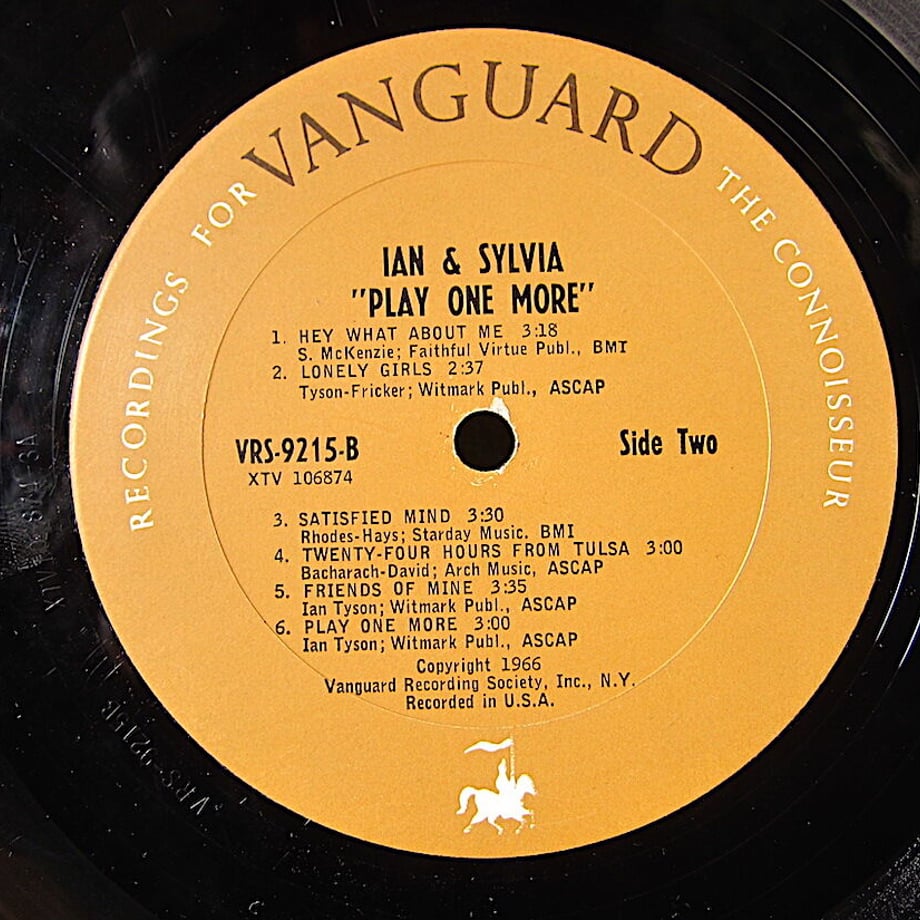 RECORDINGS FOR VANGUARD THE CONNOISSEUR
IAN & SYLVIA
"PLAY ONE MORE"
1. HEY WHAT ABOUT ME 3:18
S. McKenzie; Faithful Virtue Publ., BMI
2. LONELY GIRLS 2:37
Tyson-Fricker; Witmark Publ., ASCAP
VRS-9215-B
XTV 106874
Side Two
3. SATISFIED MIND 3:30
Rhodes-Hays; Starday Music. BMI
4. TWENTY-FOUR HOURS FROM TULSA 3:00
Bacharach-David; Arch Music, ASCAP
5. FRIENDS OF MINE 3:35
Ian Tyson; Witmark Publ., ASCAP
6. PLAY ONE MORE 3:00
Ian Tyson; Witmark Publ., ASCAP
Copyright 1966
Vanguard Recording Society, Inc., N.Y.
Recorded in U.S.A.
VRS-9215B